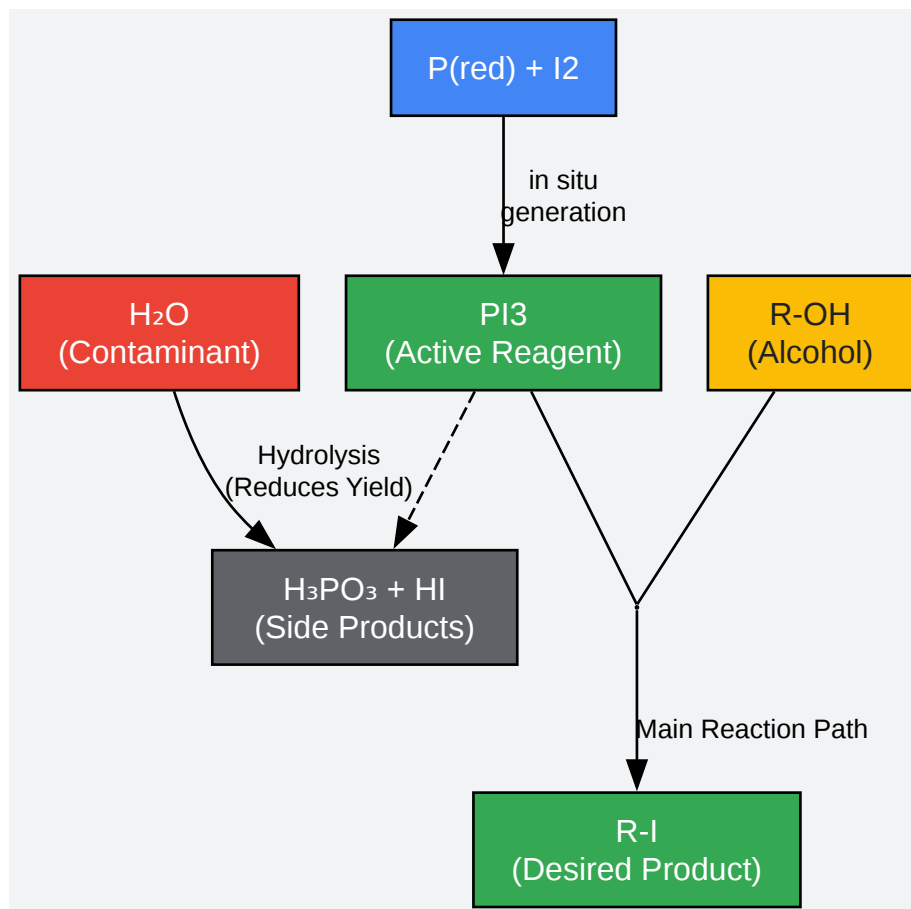 P(red) + I2
in situ
generation
H₂O
(Contaminant)
PI3
(Active Reagent)
R-OH
(Alcohol)
Hydrolysis
(Reduces Yield)
H₃PO₃ + HI
(Side Products)
Main Reaction Path
R-I
(Desired Product)